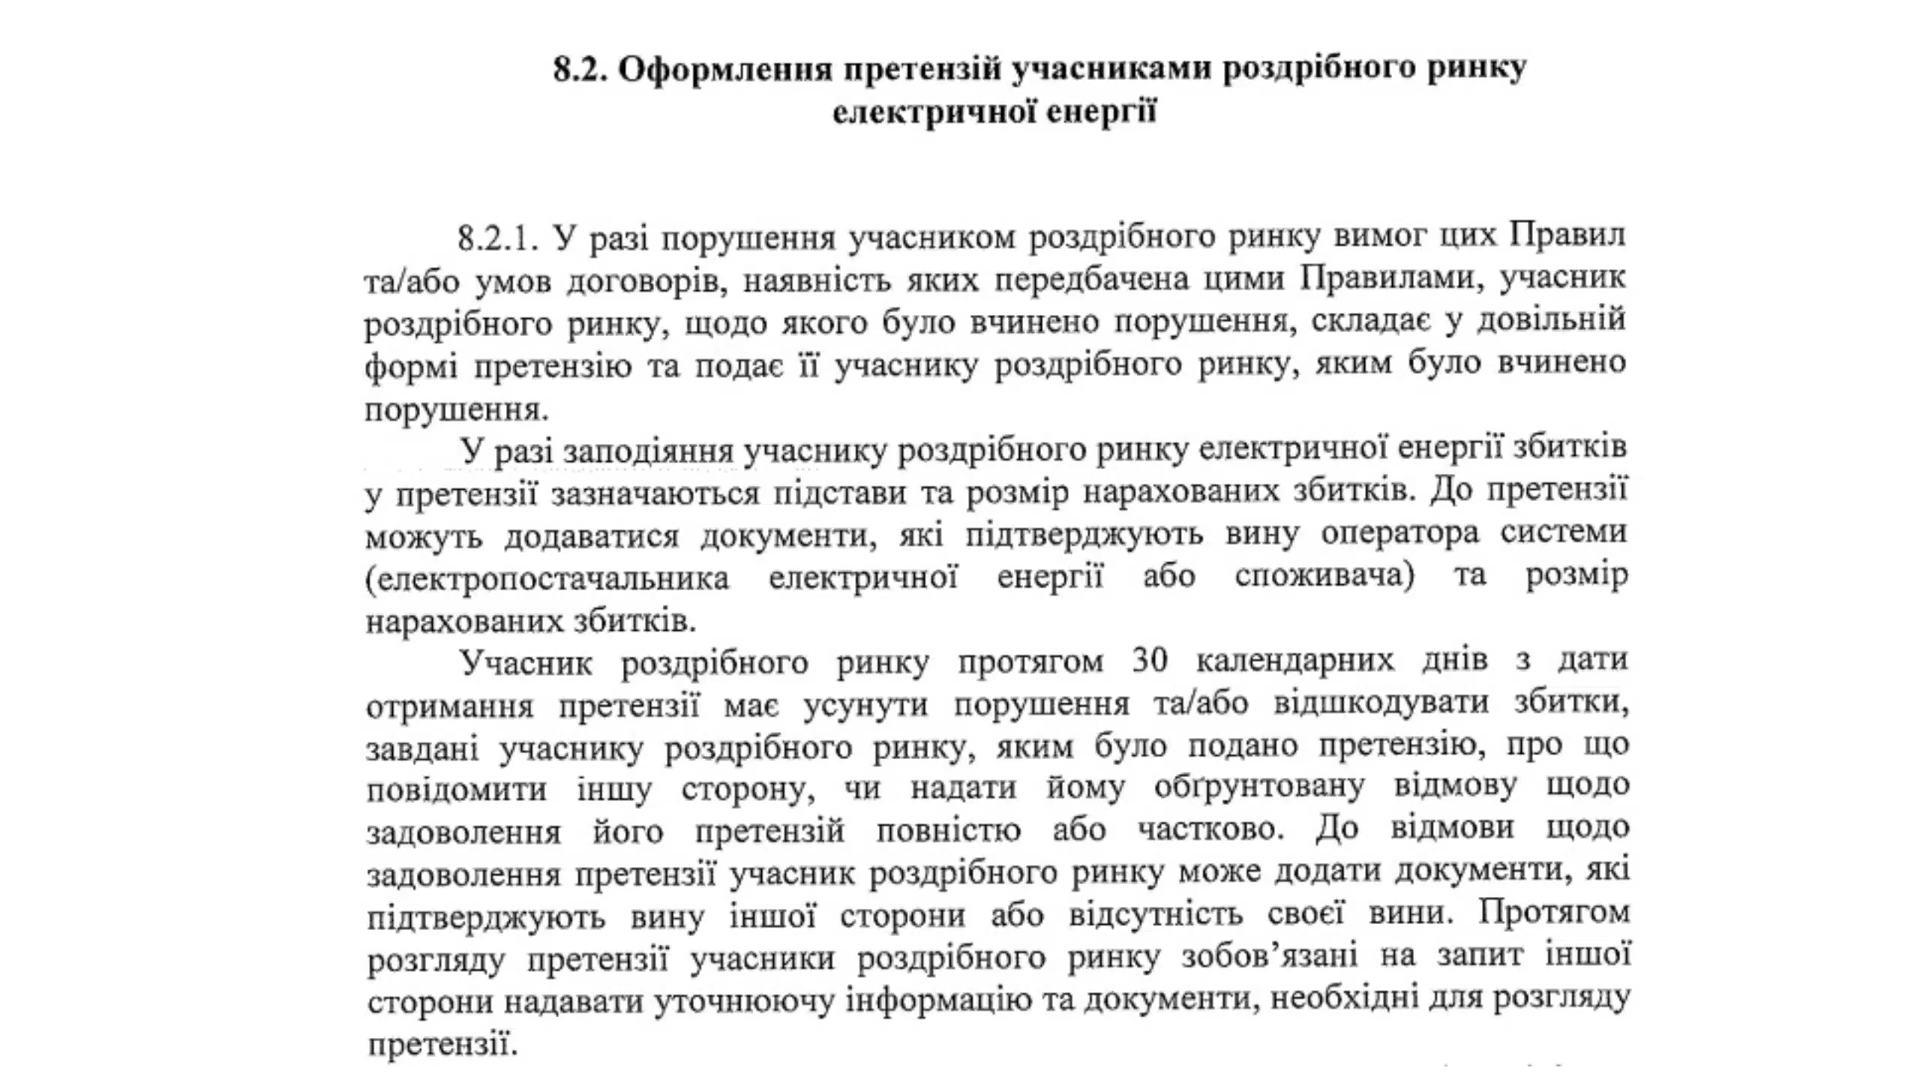 8.2. Оформлення претензій учасниками роздрібного ринку
електричної енергії
8.2.1. У разі порушення учасником роздрібного ринку вимог цих Правил
та/або умов договорів, наявність яких передбачена цими Правилами, учасник
роздрібного ринку, щодо якого було вчинено порушення, складає у довільній
формі претензію та подає її учаснику роздрібного ринку, яким було вчинено
порушення.
У разі заподіяння учаснику роздрібного ринку електричної енергії збитків
у претензії зазначаються підстави та розмір нарахованих збитків. До претензії
можуть додаватися документи, які підтверджують вину оператора системи
(електропостачальника електричної енергії або споживача) та розмір
нарахованих збитків.
Учасник роздрібного ринку протягом 30 календарних днів з дати
отримання претензії має усунути порушення та/або відшкодувати збитки,
завдані учаснику роздрібного ринку, яким було подано претензію, про що
повідомити іншу сторону, чи надати йому обґрунтовану відмову щодо
задоволення його претензій повністю або частково. До відмови щодо
задоволення претензії учасник роздрібного ринку може додати документи, які
підтверджують вину іншої сторони або відсутність своєї вини. Протягом
розгляду претензії учасники роздрібного ринку зобов’язані на запит іншої
сторони надавати уточнюючу інформацію та документи, необхідні для розгляду
претензії.